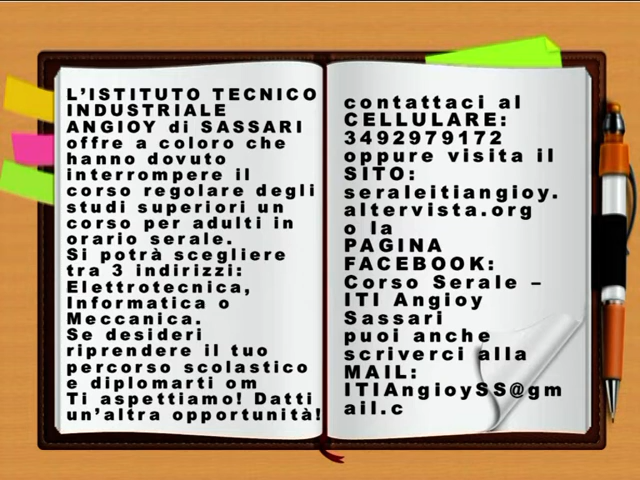 L'ISTITUTO TECNICO
INDUSTRIALE
ANGIOY di SASSARI
offre a coloro che
hanno dovuto
interrompere il
corso regolare degli
studi superiori un
corso per adulti in
orario serale.
Si potrà scegliere
tra 3 indirizzi:
Elettrotecnica,
Informatica o
Meccanica.
Se desideri
riprendere il tuo
percorso scolastico
e diplomarti om
Ti aspettiamo! Datti
un'altra opportunità!
contattaci al
CELLULARE:
3492979172
oppure visita il
SITO:
seraleitiangioy.
altervista.org
o la
PAGINA
FACEBOOK:
Corso Serale –
ITI Angioy
Sassari
puoi anche
scriverci alla
MAIL:
ITIAngioySS@gm
ail.c